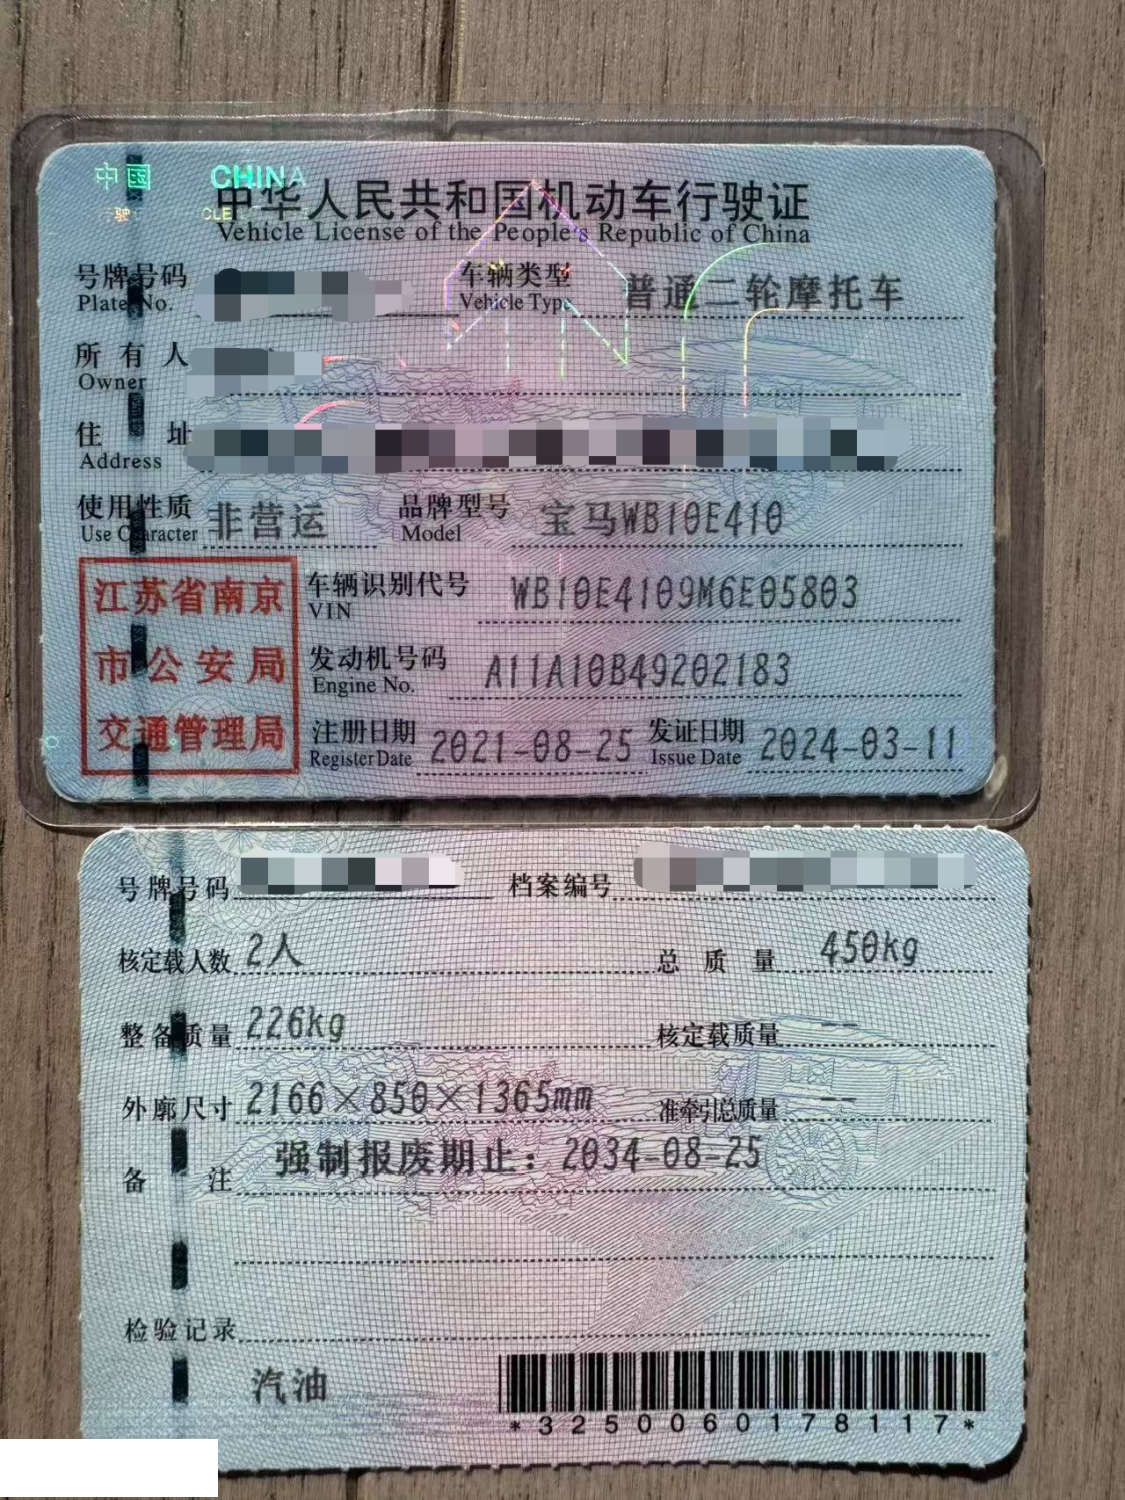 中国 CHINA
中华人民共和国机动车行驶证
Vehicle License of the People's Republic of China
号牌号码 车辆类型 普通二轮摩托车
Plate No. Vehicle Type
所有人
Owner
住址
Address
使用性质 非营运 品牌型号 宝马WB10E410
Use Character Model
江苏省南京
市公安局
交通管理局
车辆识别代号 WB10E4109M6E05803
VIN
发动机号码 A11A10B49202183
Engine No.
注册日期 2021-08-25 发证日期 2024-03-11
Register Date Issue Date
号牌号码 档案编号
核定载人数 2人 总质量 450kg
整备质量 226kg 核定载质量 --
外廓尺寸 2166×850×1365mm 准牵引总质量 --
备注 强制报废期止：2034-08-25
检验记录
汽油
*3250060178117*